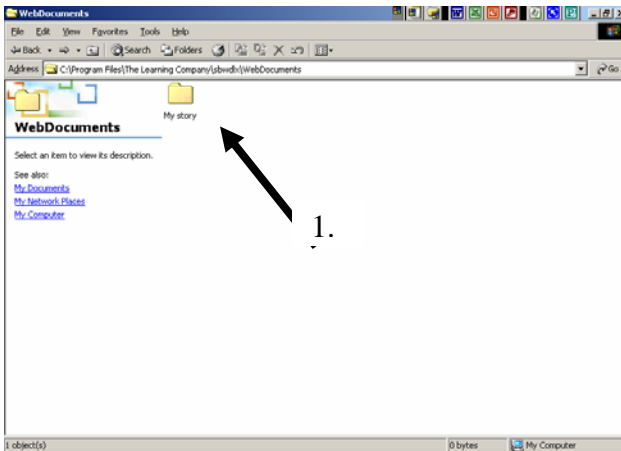 WebDocuments
File Edit View Favorites Tools Help
Back Search Folders
Address C:\Program Files\The Learning Company\sbwdlx\WebDocuments Go
My story
WebDocuments
Select an item to view its description.
See also:
My Documents
My Network Places
My Computer
1.
1 object(s) 0 bytes My Computer